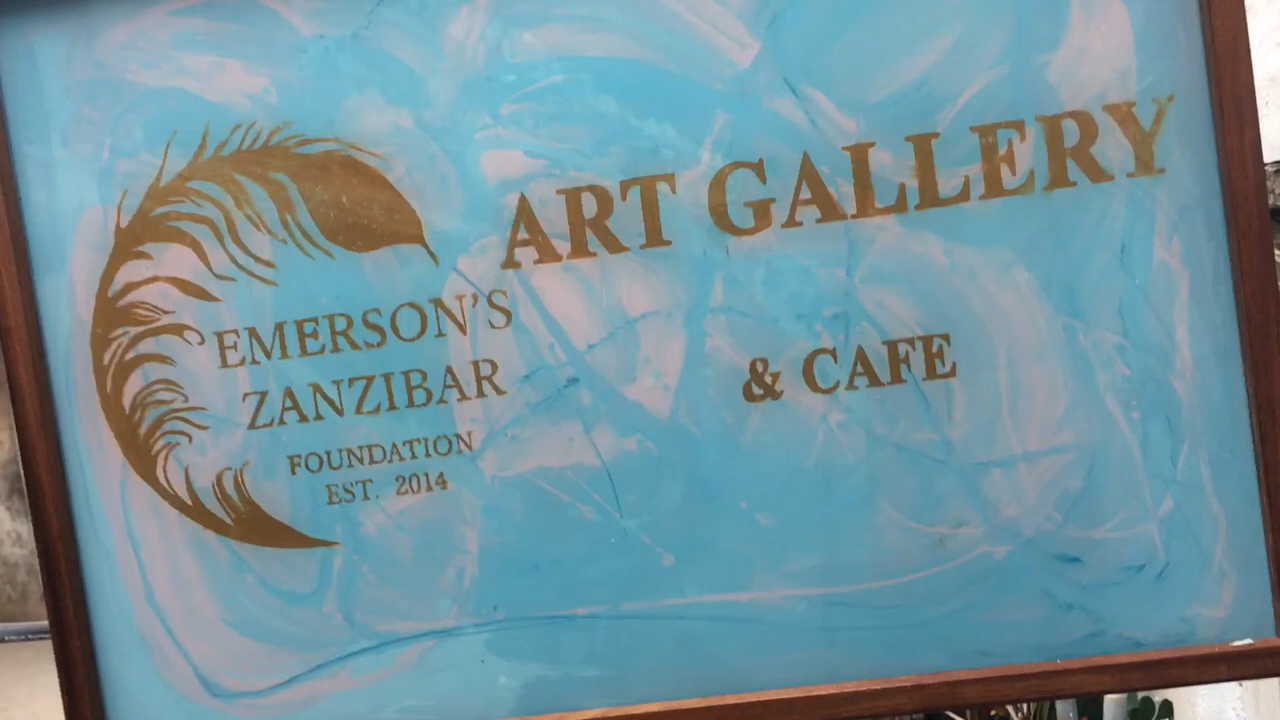 ART GALLERY
& CAFE
EMERSON'S
ZANZIBAR
FOUNDATION
EST. 2014